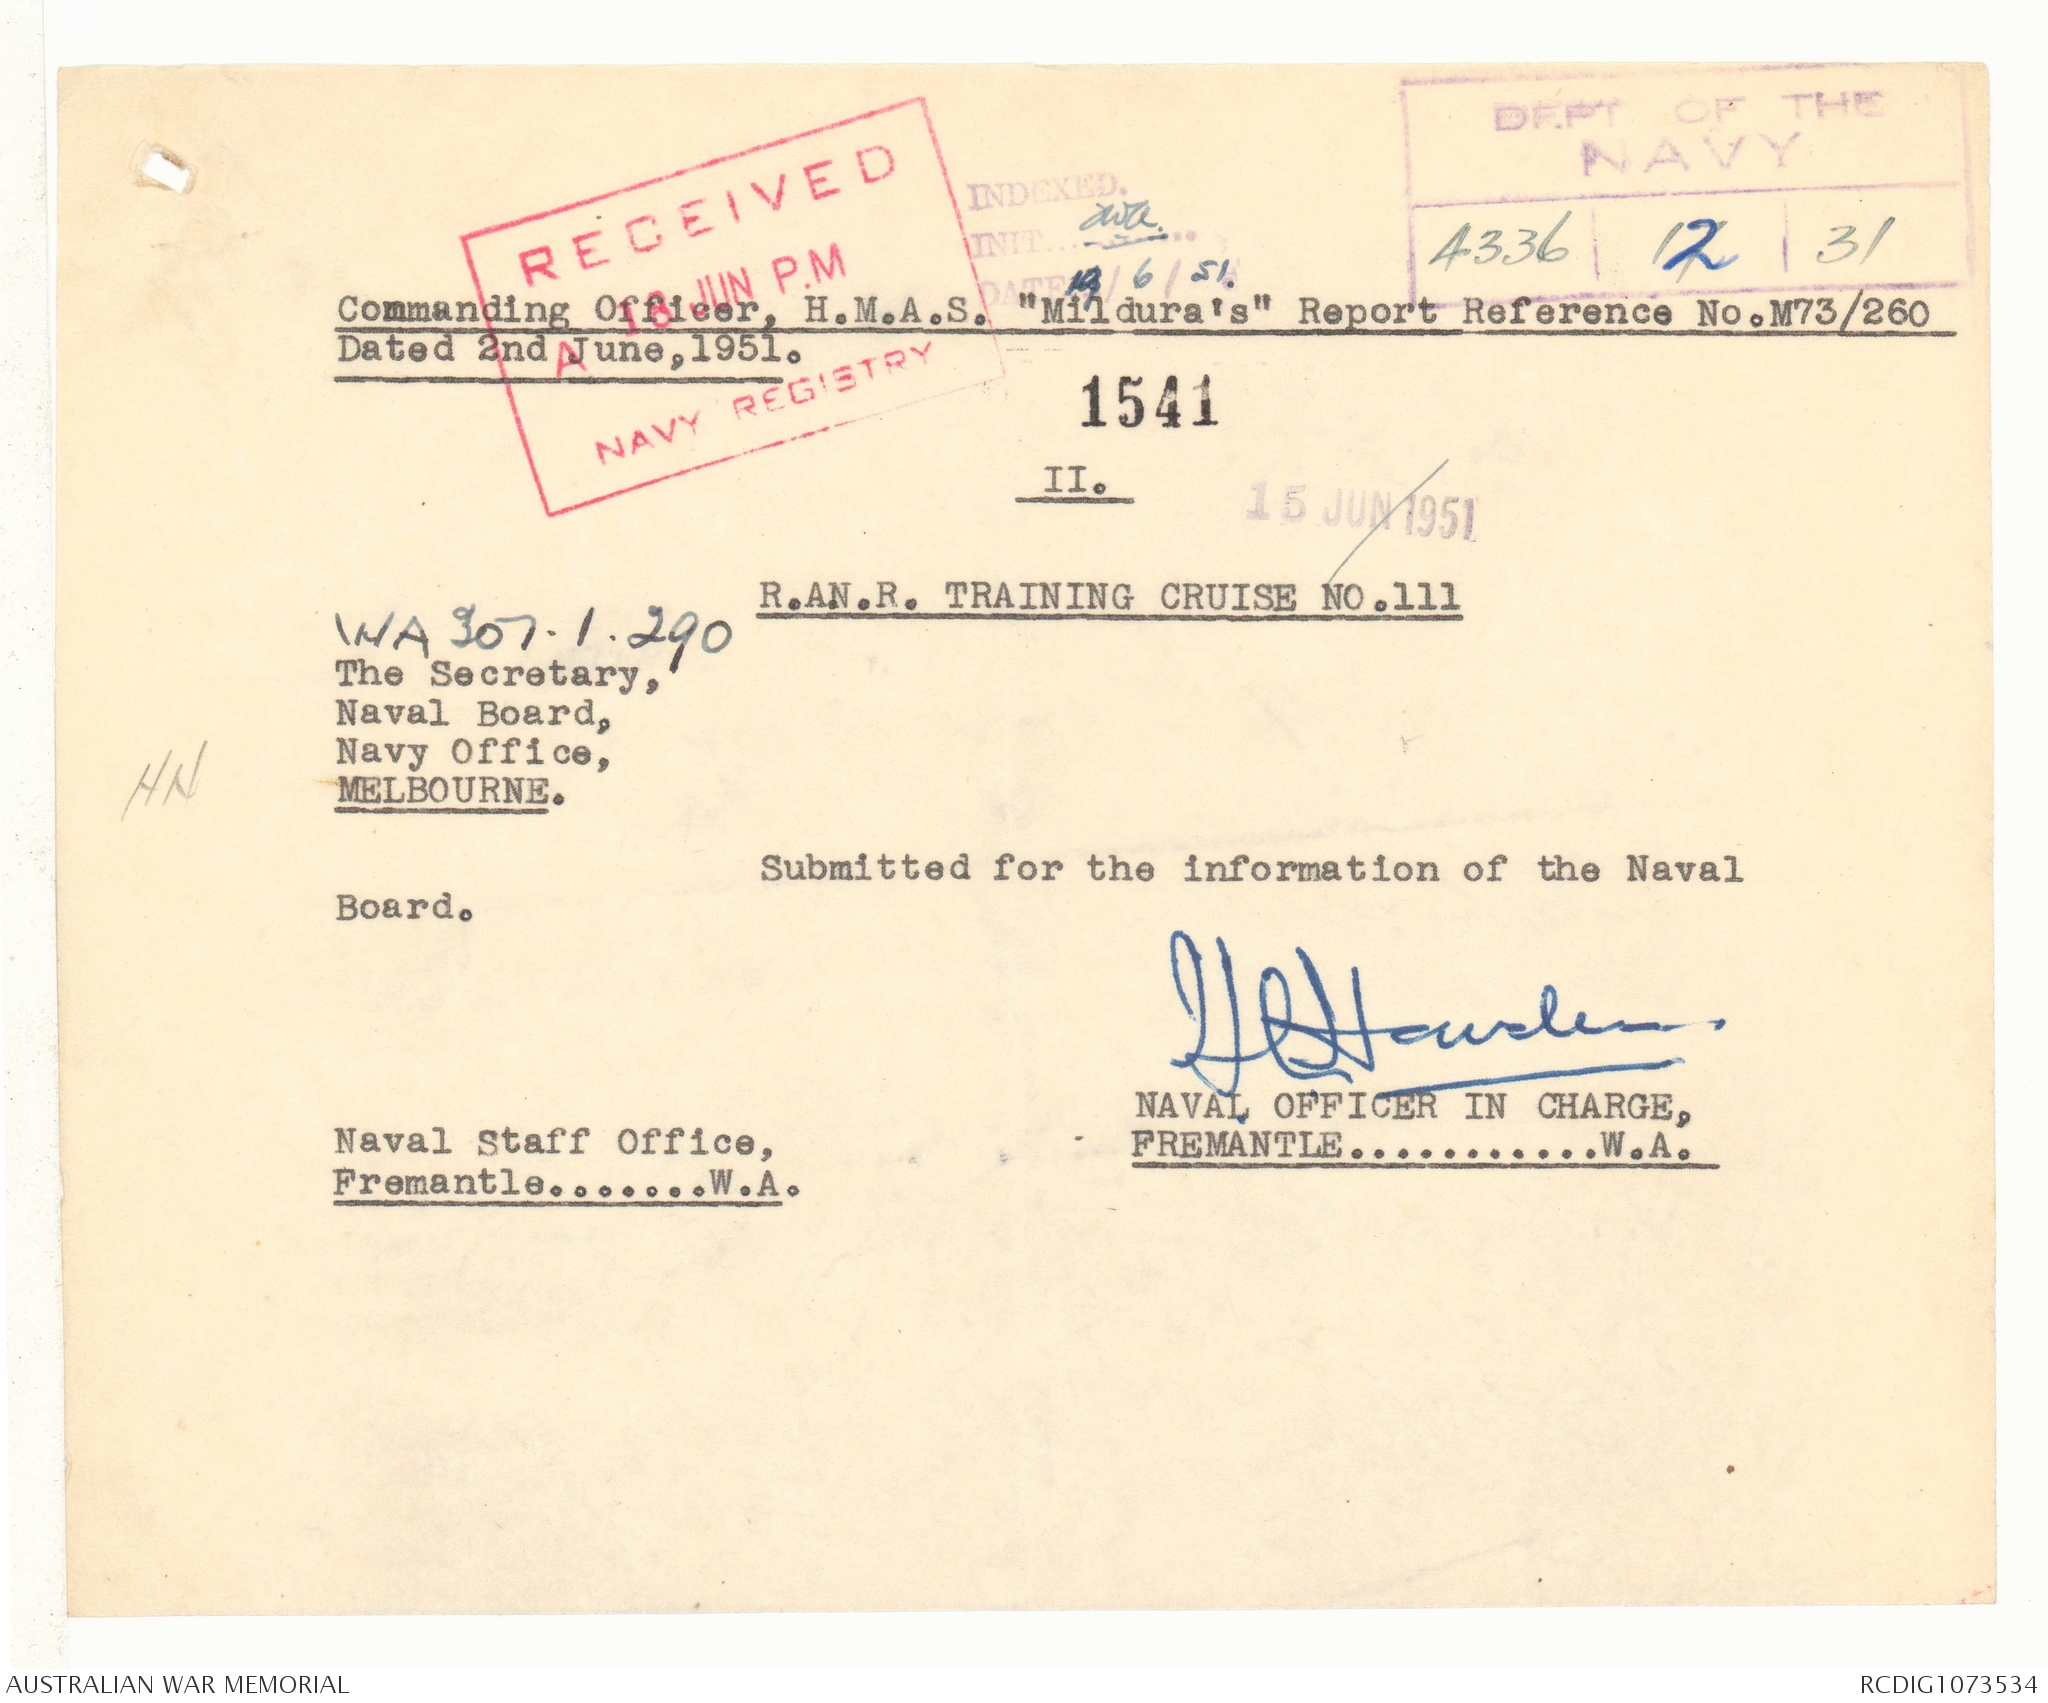 DEPT OF THE
NAVY
4336 12 31
RECEIVED
18 JUN P.M
A
NAVY REGISTRY
INDEXED.
INIT.....
DATE / 6 / 51.
Commanding Officer, H.M.A.S. "Mildura's" Report Reference No.M73/260
Dated 2nd June,1951.
1541
II.
15 JUN 1951
R.AN.R. TRAINING CRUISE NO.111
WA 307.1.290
The Secretary,
Naval Board,
Navy Office,
MELBOURNE.
HN
Submitted for the information of the Naval
Board.
NAVAL OFFICER IN CHARGE,
FREMANTLE...........W.A.
Naval Staff Office,
Fremantle.......W.A.
AUSTRALIAN WAR MEMORIAL
RCDIG1073534